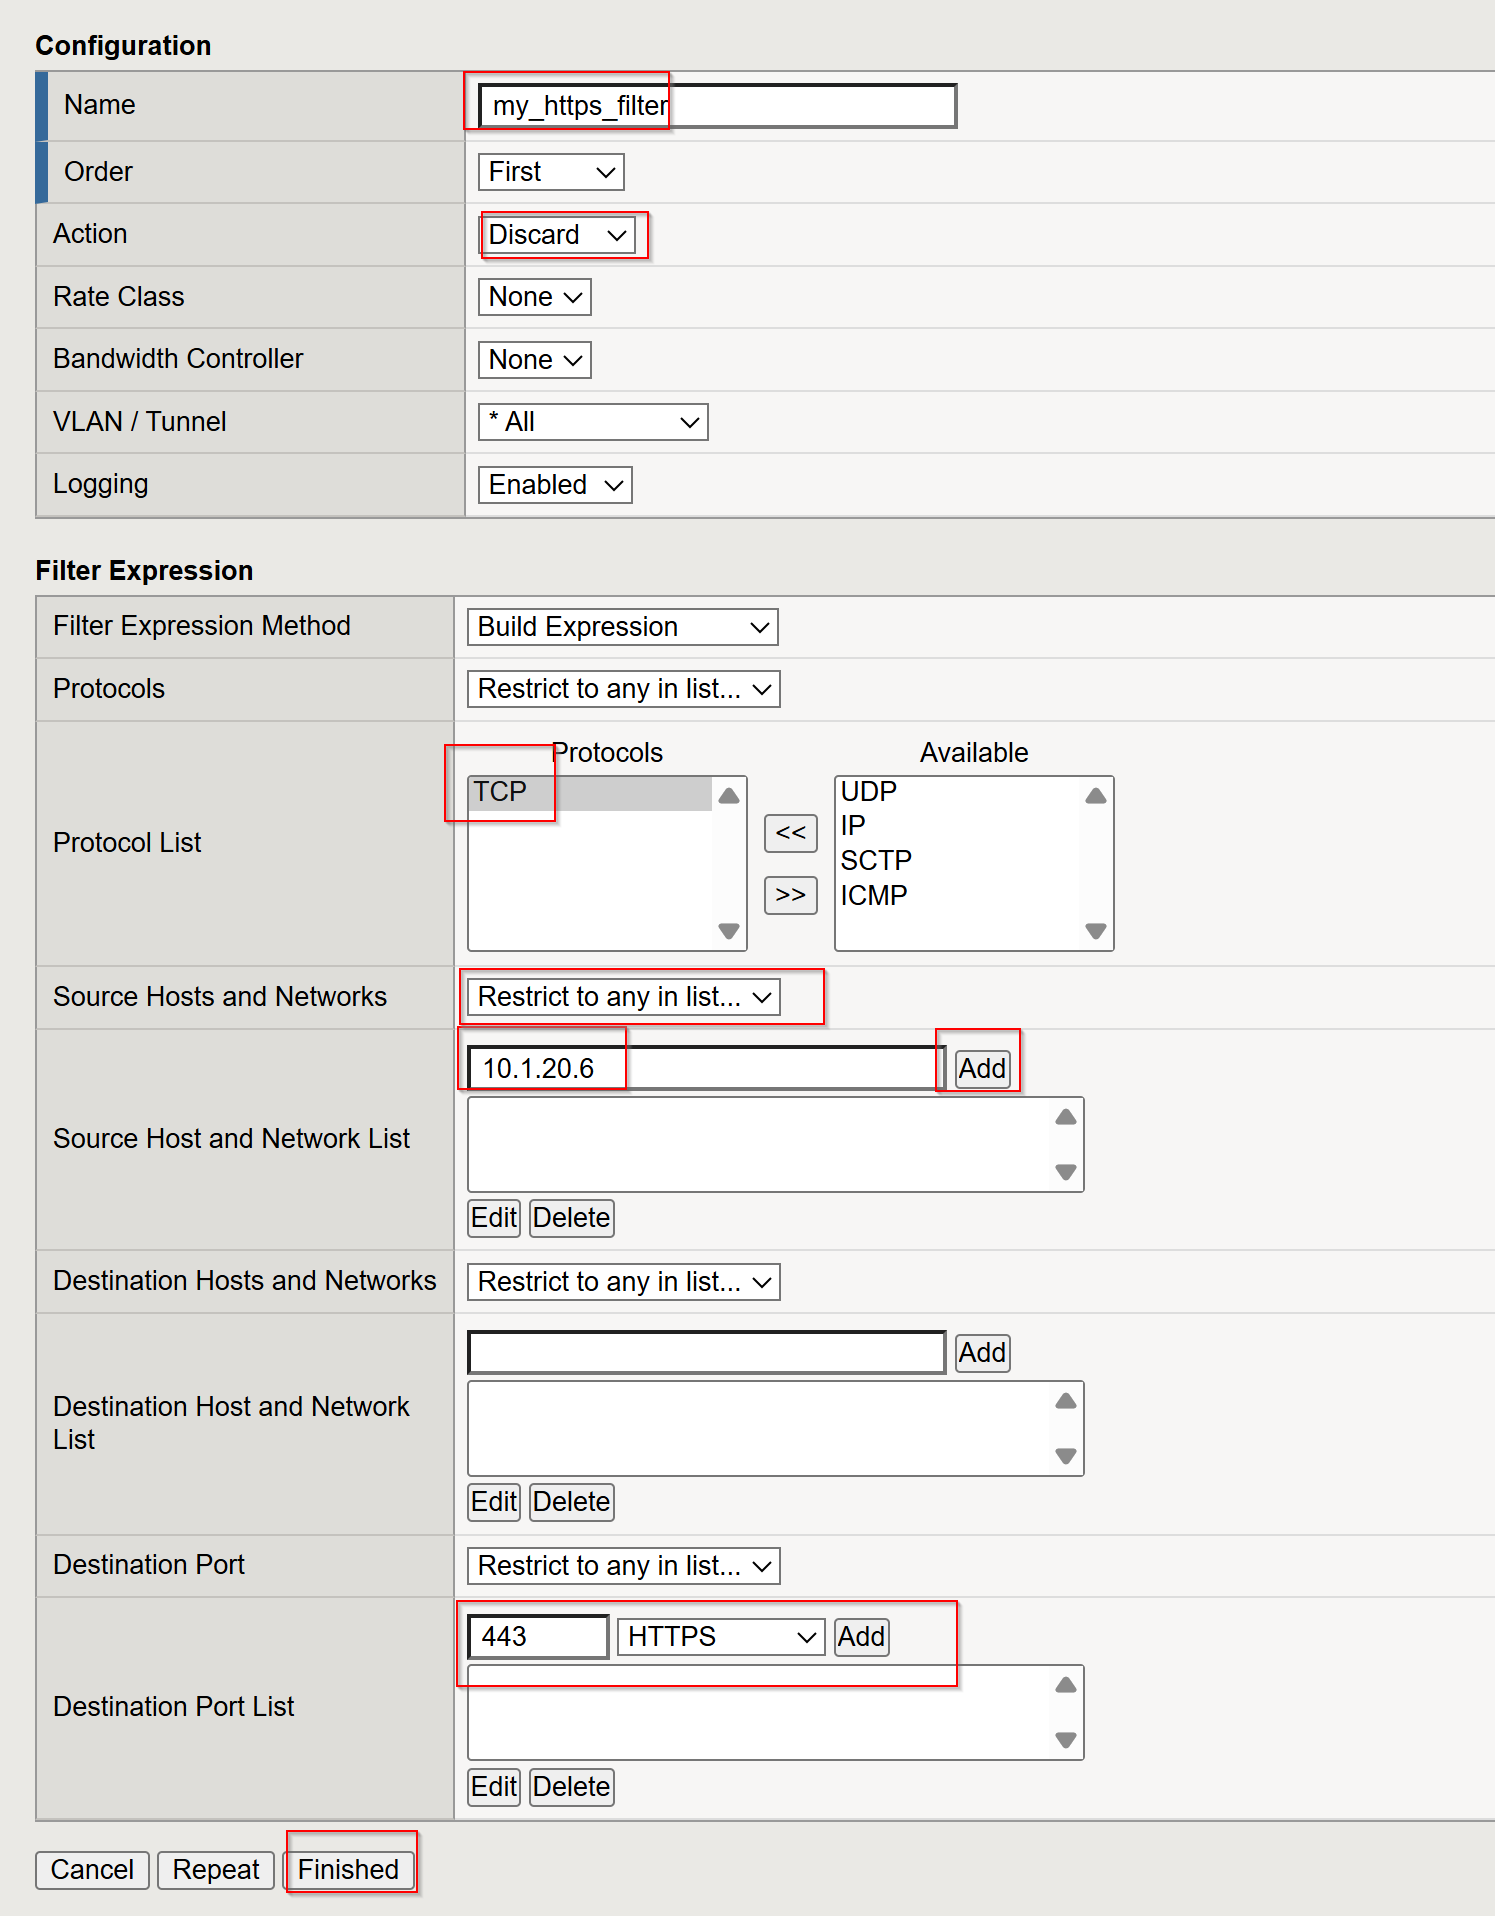 Configuration
Name my_https_filter
Order First
Action Discard
Rate Class None
Bandwidth Controller None
VLAN / Tunnel * All
Logging Enabled
Filter Expression
Filter Expression Method Build Expression
Protocols Restrict to any in list...
Protocols Available
TCP UDP
IP
<<
Protocol List
SCTP
>> ICMP
Source Hosts and Networks Restrict to any in list...
10.1.20.6 Add
Source Host and Network List
Edit Delete
Destination Hosts and Networks Restrict to any in list...
Add
Destination Host and Network
List
Edit Delete
Destination Port Restrict to any in list...
443 HTTPS Add
Destination Port List
Edit Delete
Cancel Repeat Finished